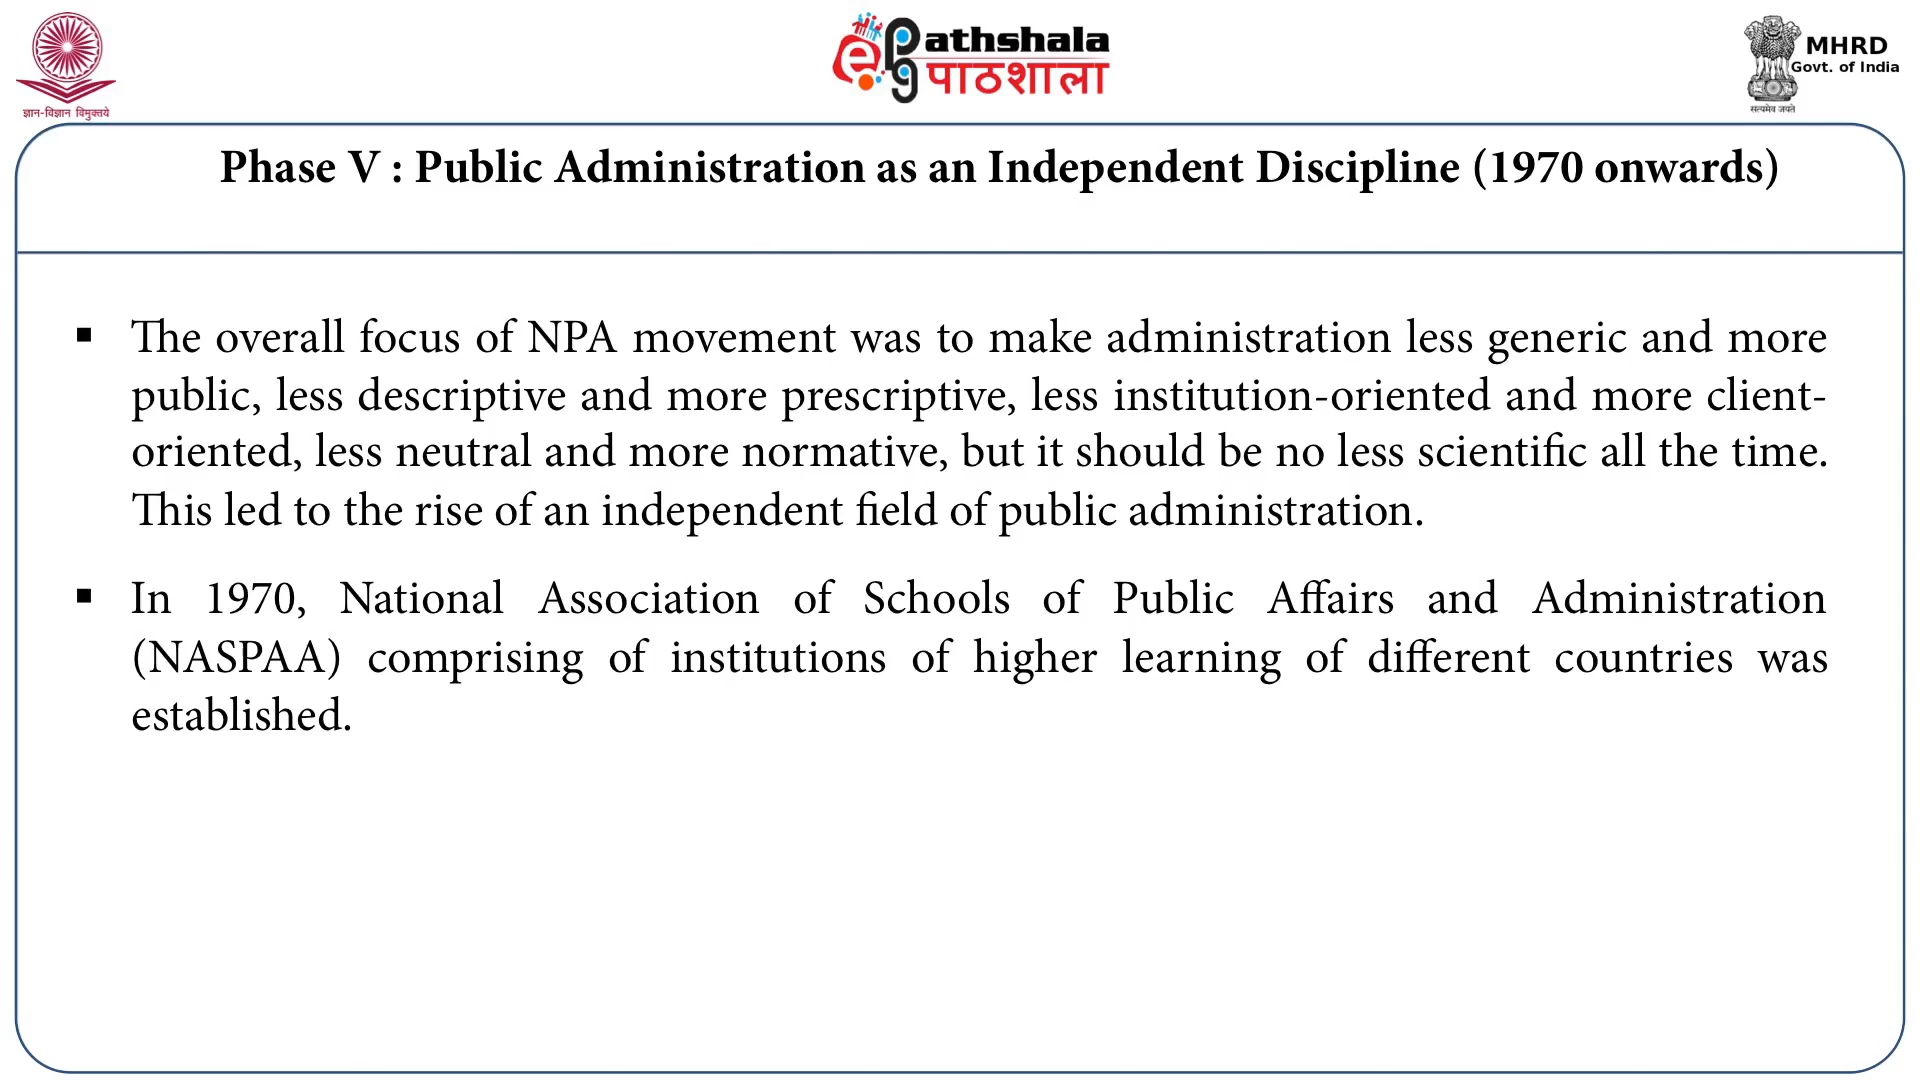 ज्ञान-विज्ञान विमुक्तये
e PG Pathshala
पाठशाला
MHRD
Govt. of India
सत्यमेव जयते
Phase V : Public Administration as an Independent Discipline (1970 onwards)
▪ The overall focus of NPA movement was to make administration less generic and more
public, less descriptive and more prescriptive, less institution-oriented and more client-
oriented, less neutral and more normative, but it should be no less scientific all the time.
This led to the rise of an independent field of public administration.
▪ In 1970, National Association of Schools of Public Affairs and Administration
(NASPAA) comprising of institutions of higher learning of different countries was
established.